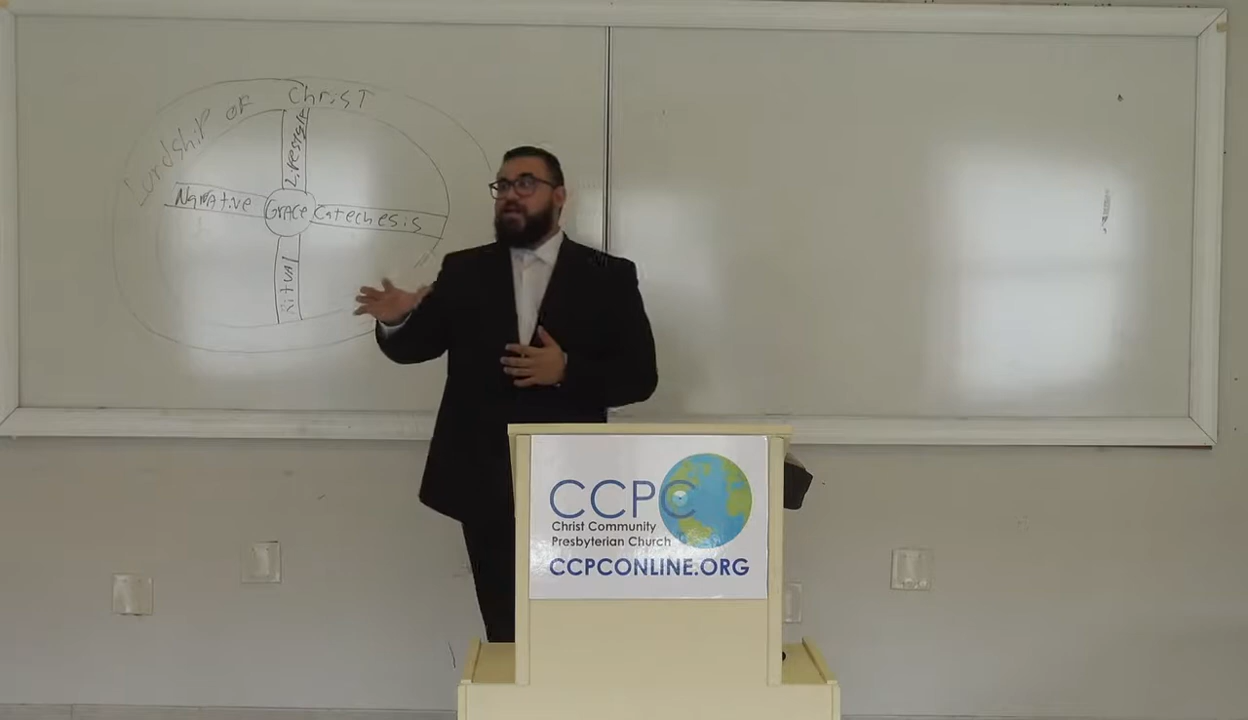 Lordship of Christ
Lifestyle
Narrative
GRACE
Catechesis
Ritual
CCPC
Christ Community
Presbyterian Church
CCPCONLINE.ORG